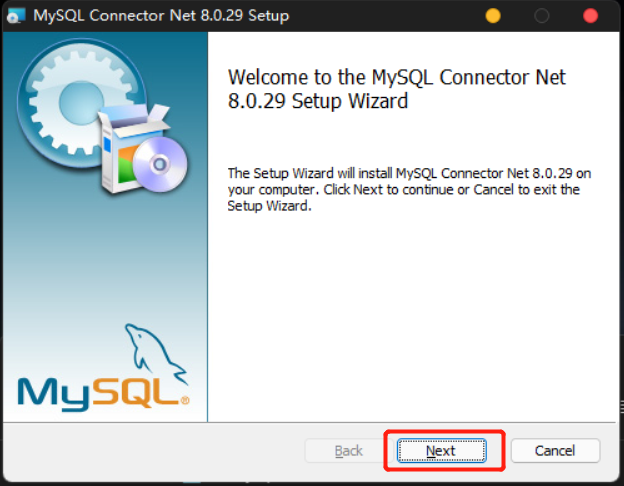 MySQL Connector Net 8.0.29 Setup
Welcome to the MySQL Connector Net
8.0.29 Setup Wizard
The Setup Wizard will install MySQL Connector Net 8.0.29 on
your computer. Click Next to continue or Cancel to exit the
Setup Wizard.
MySQL®
Back
Next
Cancel